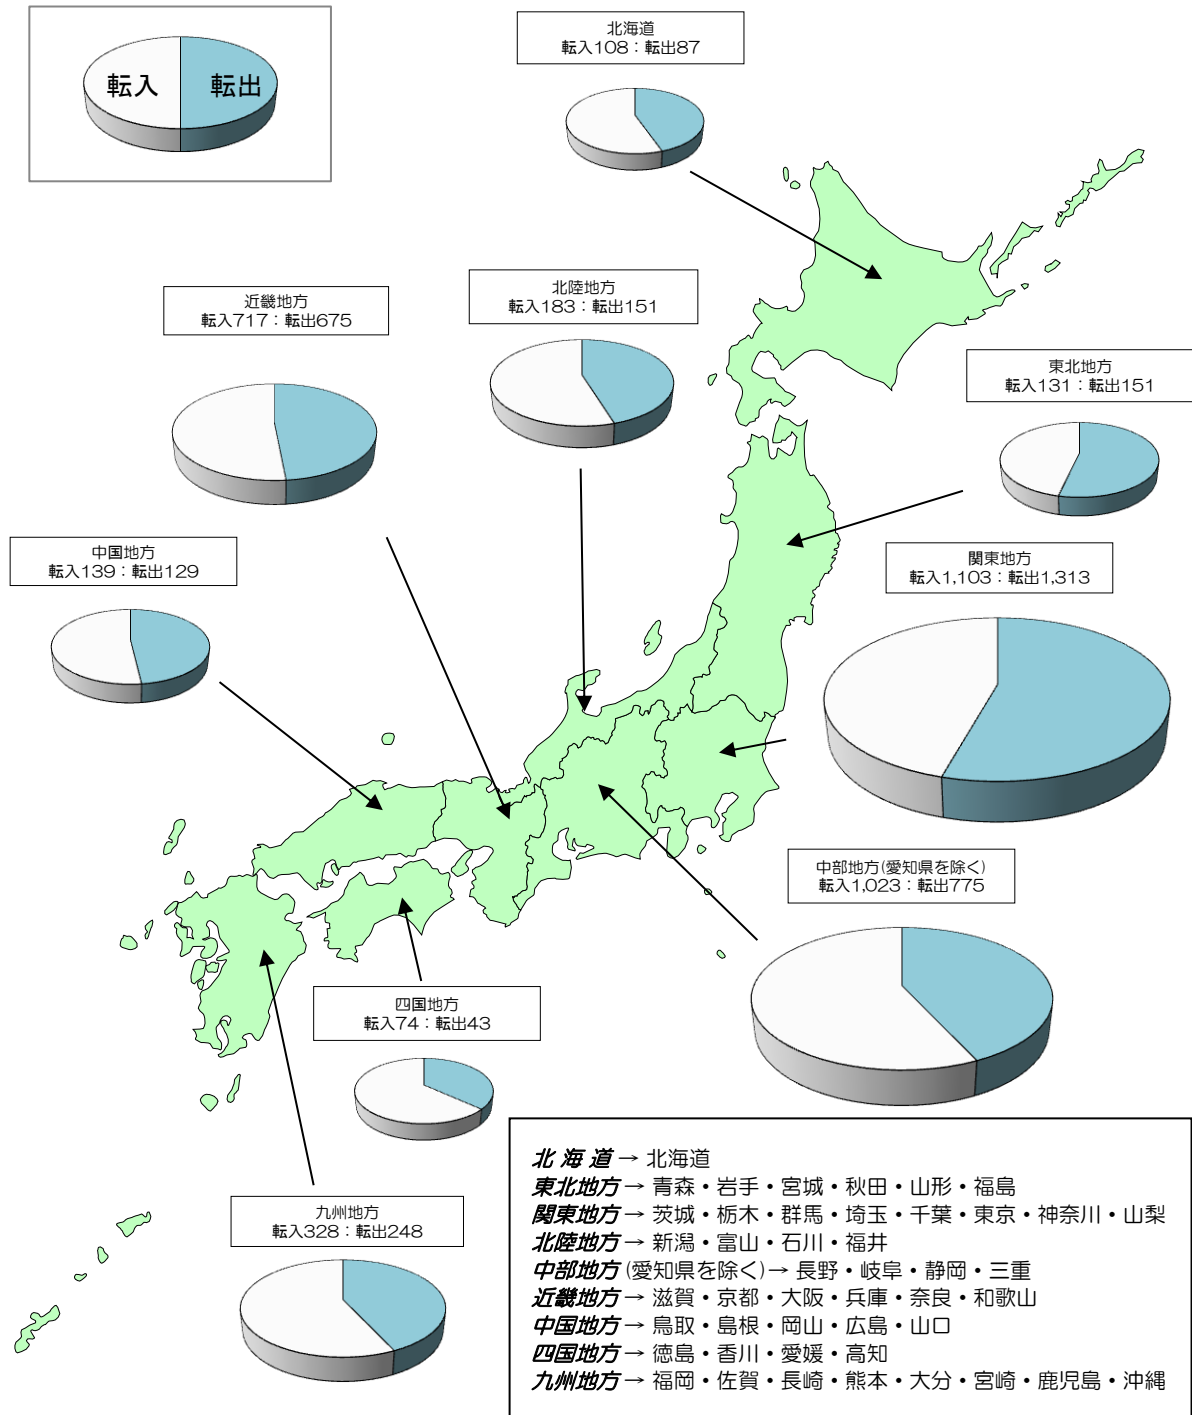 転入 転出
北海道
転入108：転出87
近畿地方
転入717：転出675
北陸地方
転入183：転出151
東北地方
転入131：転出151
中国地方
転入139：転出129
関東地方
転入1,103：転出1,313
中部地方(愛知県を除く)
転入1,023：転出775
四国地方
転入74：転出43
九州地方
転入328：転出248
北 海 道 → 北海道
東北地方 → 青森・岩手・宮城・秋田・山形・福島
関東地方 → 茨城・栃木・群馬・埼玉・千葉・東京・神奈川・山梨
北陸地方 → 新潟・富山・石川・福井
中部地方 (愛知県を除く)→ 長野・岐阜・静岡・三重
近畿地方 → 滋賀・京都・大阪・兵庫・奈良・和歌山
中国地方 → 鳥取・島根・岡山・広島・山口
四国地方 → 徳島・香川・愛媛・高知
九州地方 → 福岡・佐賀・長崎・熊本・大分・宮崎・鹿児島・沖縄